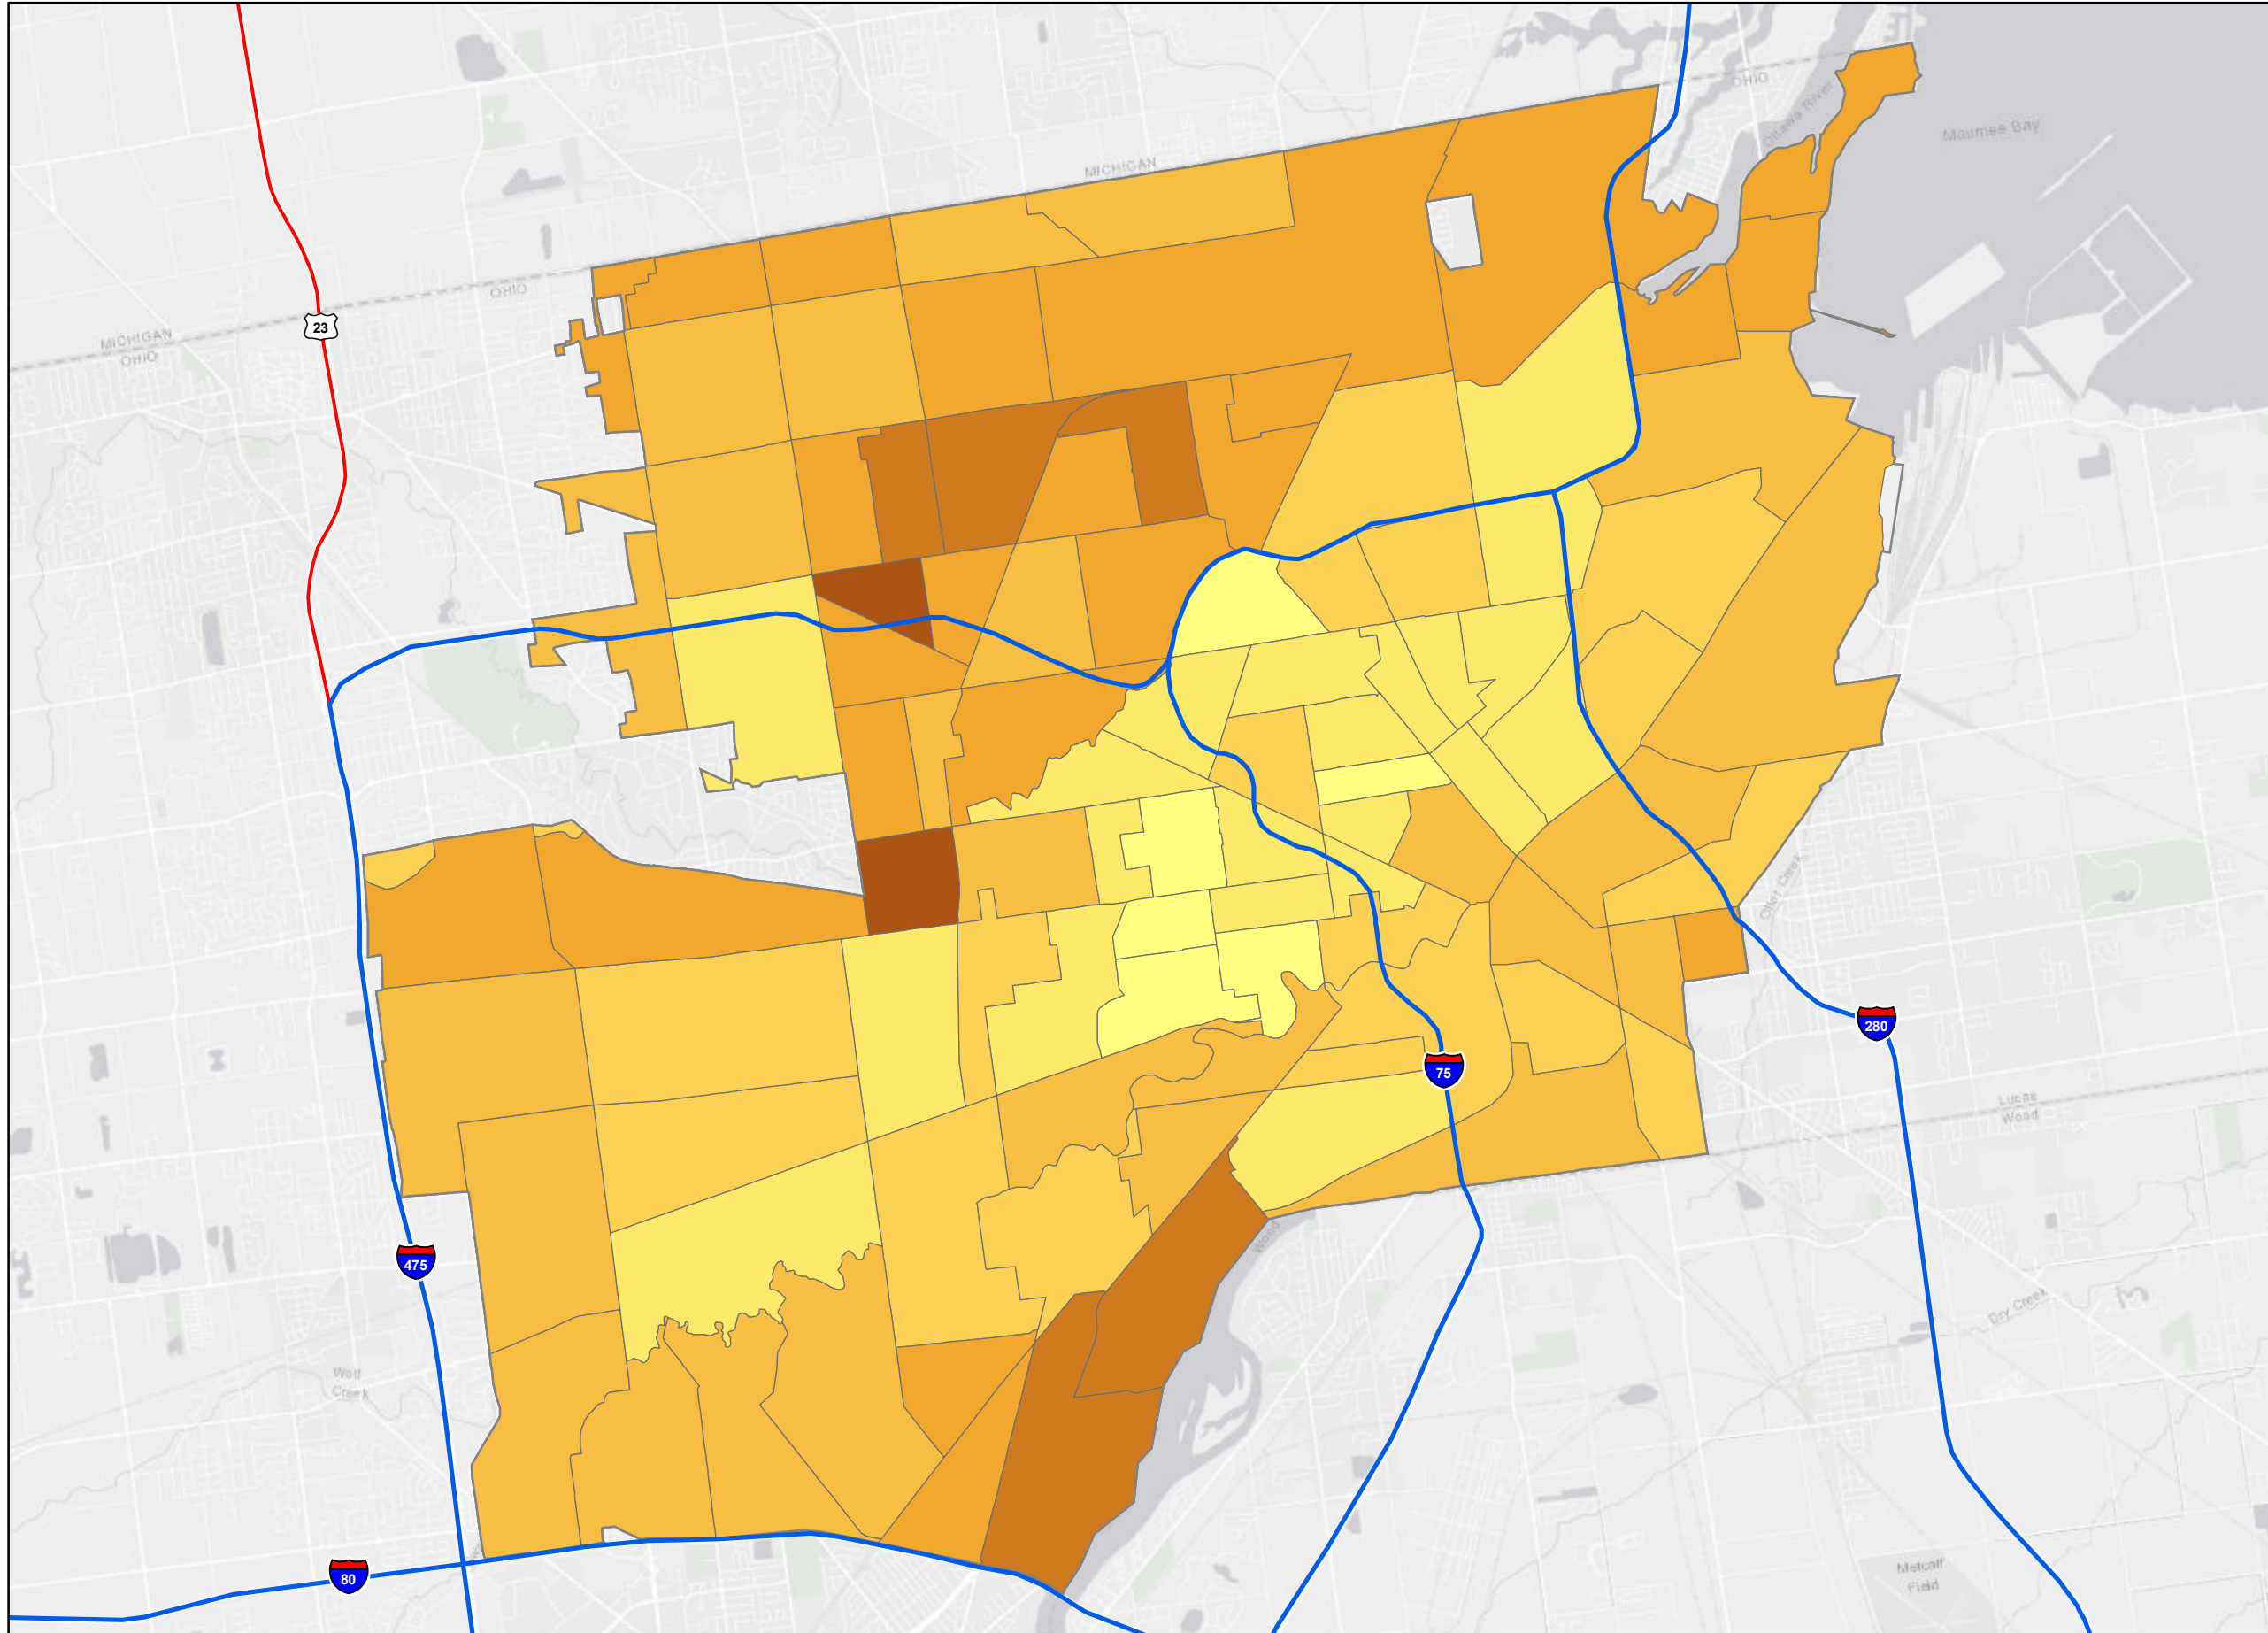 OHIO
Ottawa River
Maumee Bay
MICHIGAN
OHIO
23
MICHIGAN
OHIO
Otter Creek
280
75
Lucas
Wood
Wood
475
Dry Creek
Wolf
Creek
80
Metcalf
Field